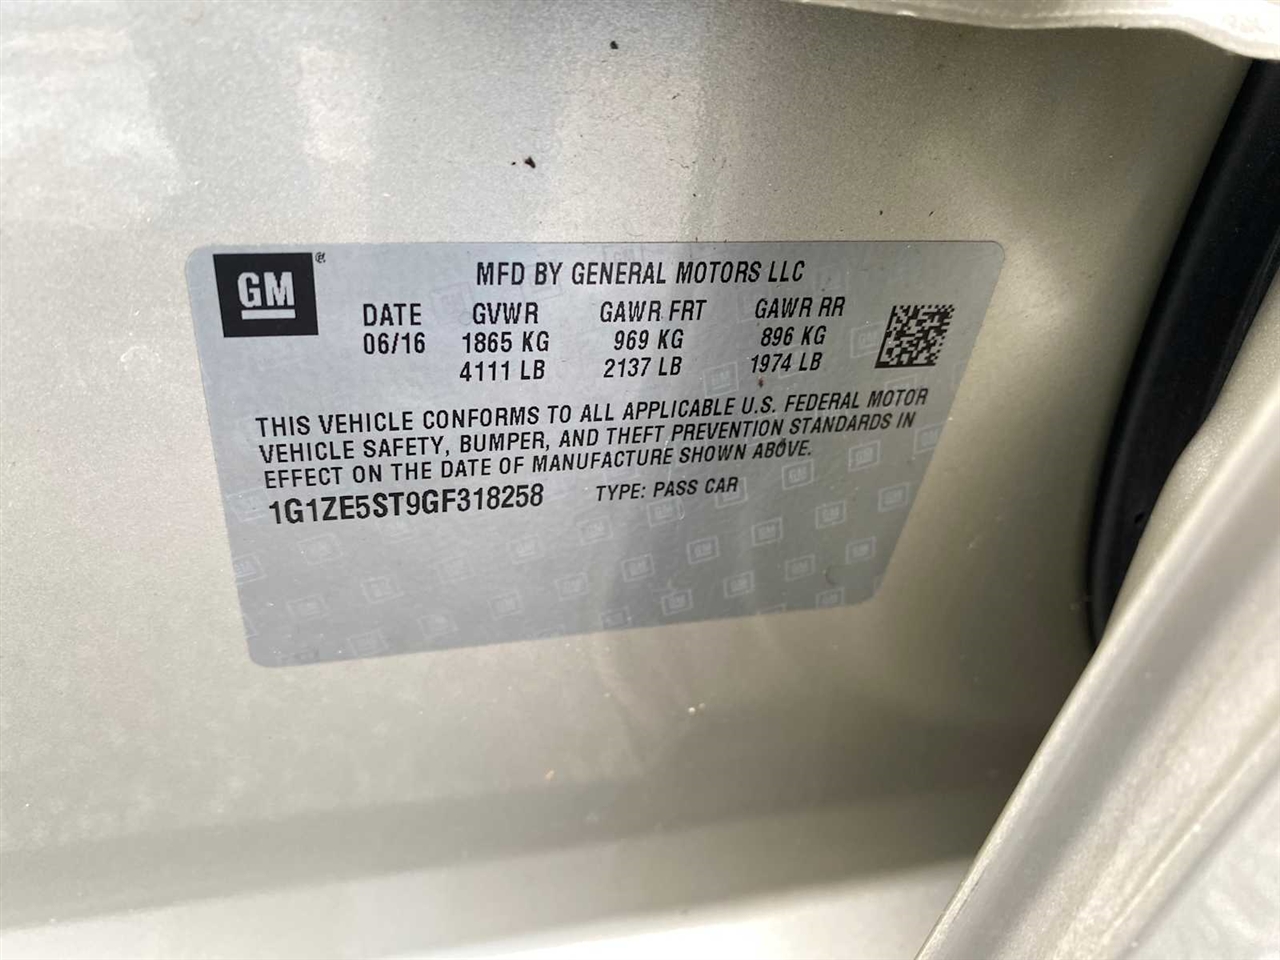 GM
MFD BY GENERAL MOTORS LLC
DATE GVWR GAWR FRT GAWR RR
06/16 1865 KG 969 KG 896 KG
4111 LB 2137 LB 1974 LB
THIS VEHICLE CONFORMS TO ALL APPLICABLE U.S. FEDERAL MOTOR
VEHICLE SAFETY, BUMPER, AND THEFT PREVENTION STANDARDS IN
EFFECT ON THE DATE OF MANUFACTURE SHOWN ABOVE.
1G1ZE5ST9GF318258 TYPE: PASS CAR